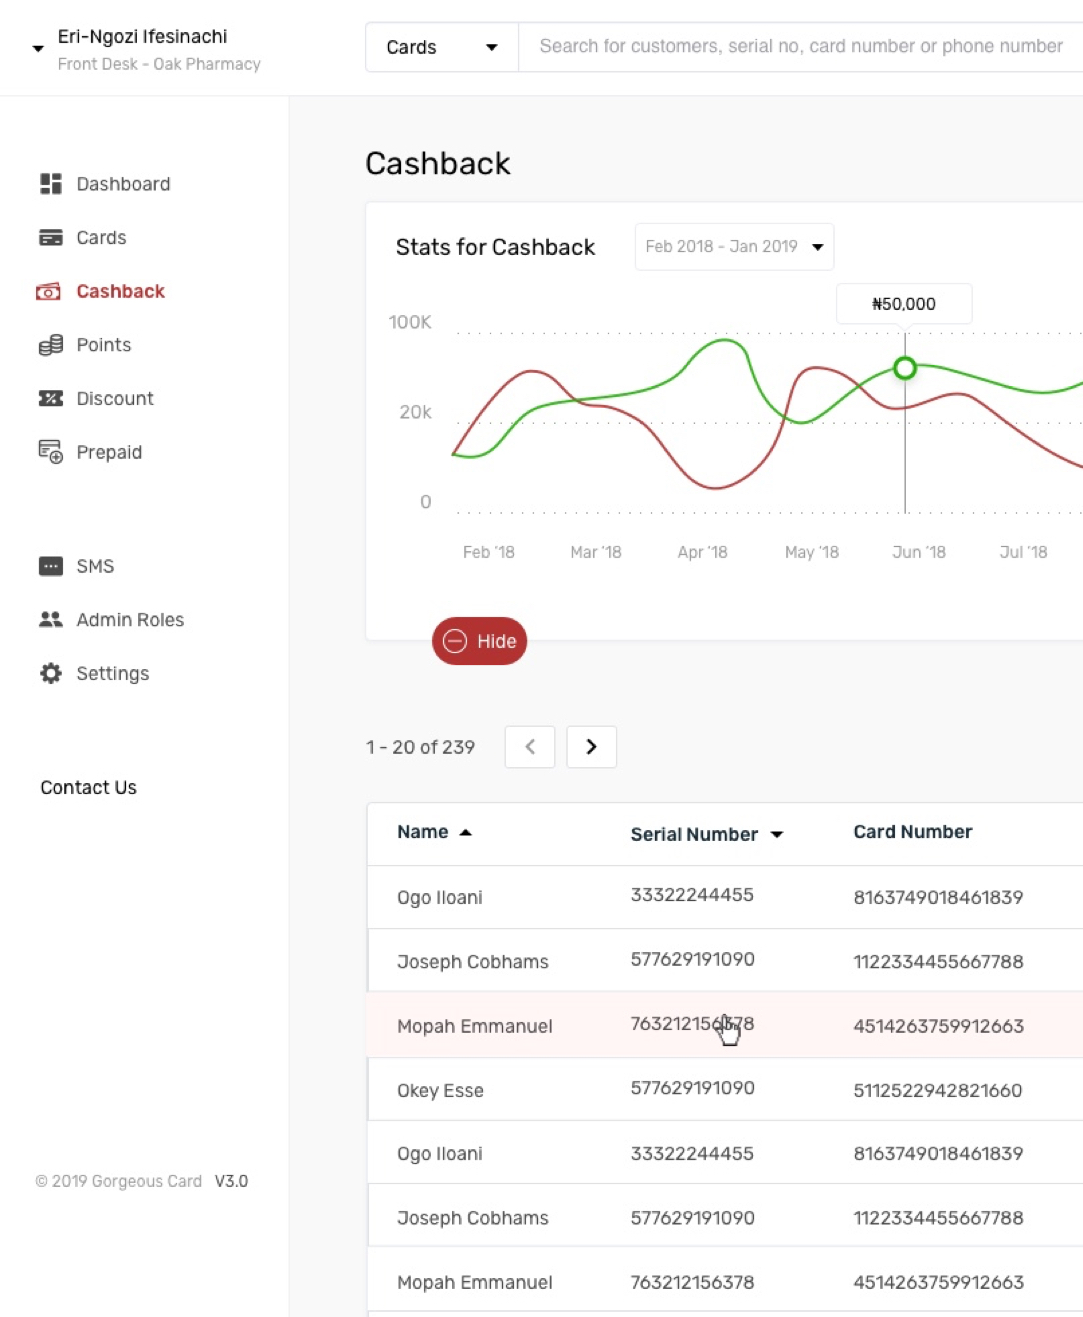 Eri-Ngozi Ifesinachi
Front Desk - Oak Pharmacy
Cards
Search for customers, serial no, card number or phone number
Dashboard
Cards
Cashback
Points
Discount
Prepaid
SMS
Admin Roles
Settings
Contact Us
© 2019 Gorgeous Card V3.0
Cashback
Stats for Cashback
Feb 2018 - Jan 2019
₦50,000
100K
20k
0
Feb '18 Mar '18 Apr '18 May '18 Jun '18 Jul '18
Hide
1 - 20 of 239
Name Serial Number Card Number
Ogo Iloani 33322244455 8163749018461839
Joseph Cobhams 577629191090 1122334455667788
Mopah Emmanuel 763212156378 4514263759912663
Okey Esse 577629191090 5112522942821660
Ogo Iloani 33322244455 8163749018461839
Joseph Cobhams 577629191090 1122334455667788
Mopah Emmanuel 763212156378 4514263759912663